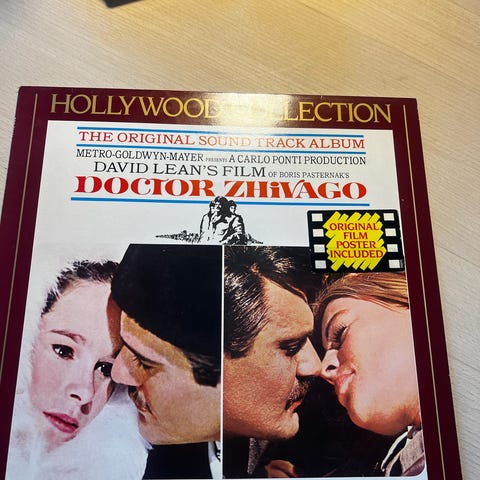 HOLLYWOOD COLLECTION
THE ORIGINAL SOUND TRACK ALBUM
METRO-GOLDWYN-MAYER PRESENTS A CARLO PONTI PRODUCTION
DAVID LEAN'S FILM OF BORIS PASTERNAK'S
DOCTOR ZHiVAGO
ORIGINAL
FILM
POSTER
INCLUDED